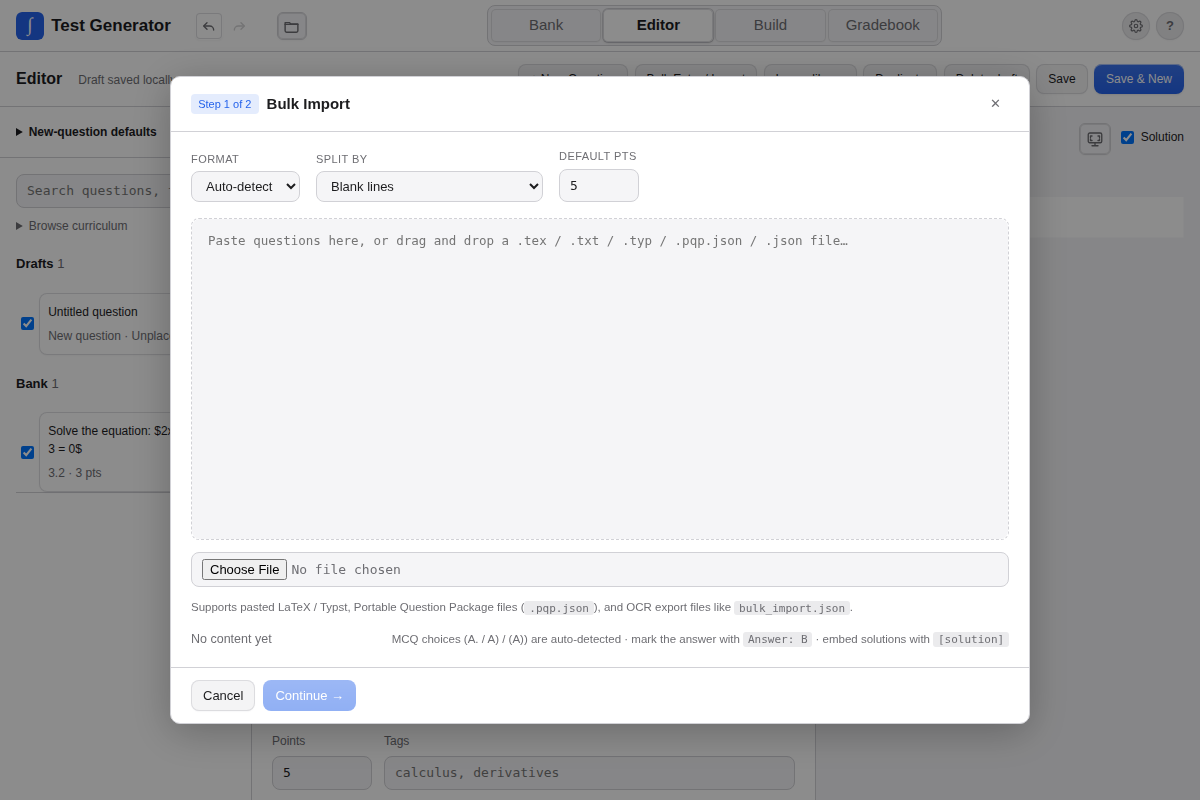 ∫ Test Generator
Bank Editor Build Gradebook
?
Editor Draft saved locally
Save Save & New
New-question defaults
Solution
Search questions,
Browse curriculum
Drafts 1
Untitled question
New question · Unplac
Bank 1
Solve the equation: $2x
3 = 0$
3.2 · 3 pts
Step 1 of 2 Bulk Import ×
FORMAT SPLIT BY DEFAULT PTS
Auto-detect Blank lines 5
Paste questions here, or drag and drop a .tex / .txt / .typ / .pqp.json / .json file…
Choose File No file chosen
Supports pasted LaTeX / Typst, Portable Question Package files (.pqp.json), and OCR export files like bulk_import.json.
No content yet MCQ choices (A. / A) / (A)) are auto-detected · mark the answer with Answer: B · embed solutions with [solution]
Cancel Continue →
Points Tags
5 calculus, derivatives